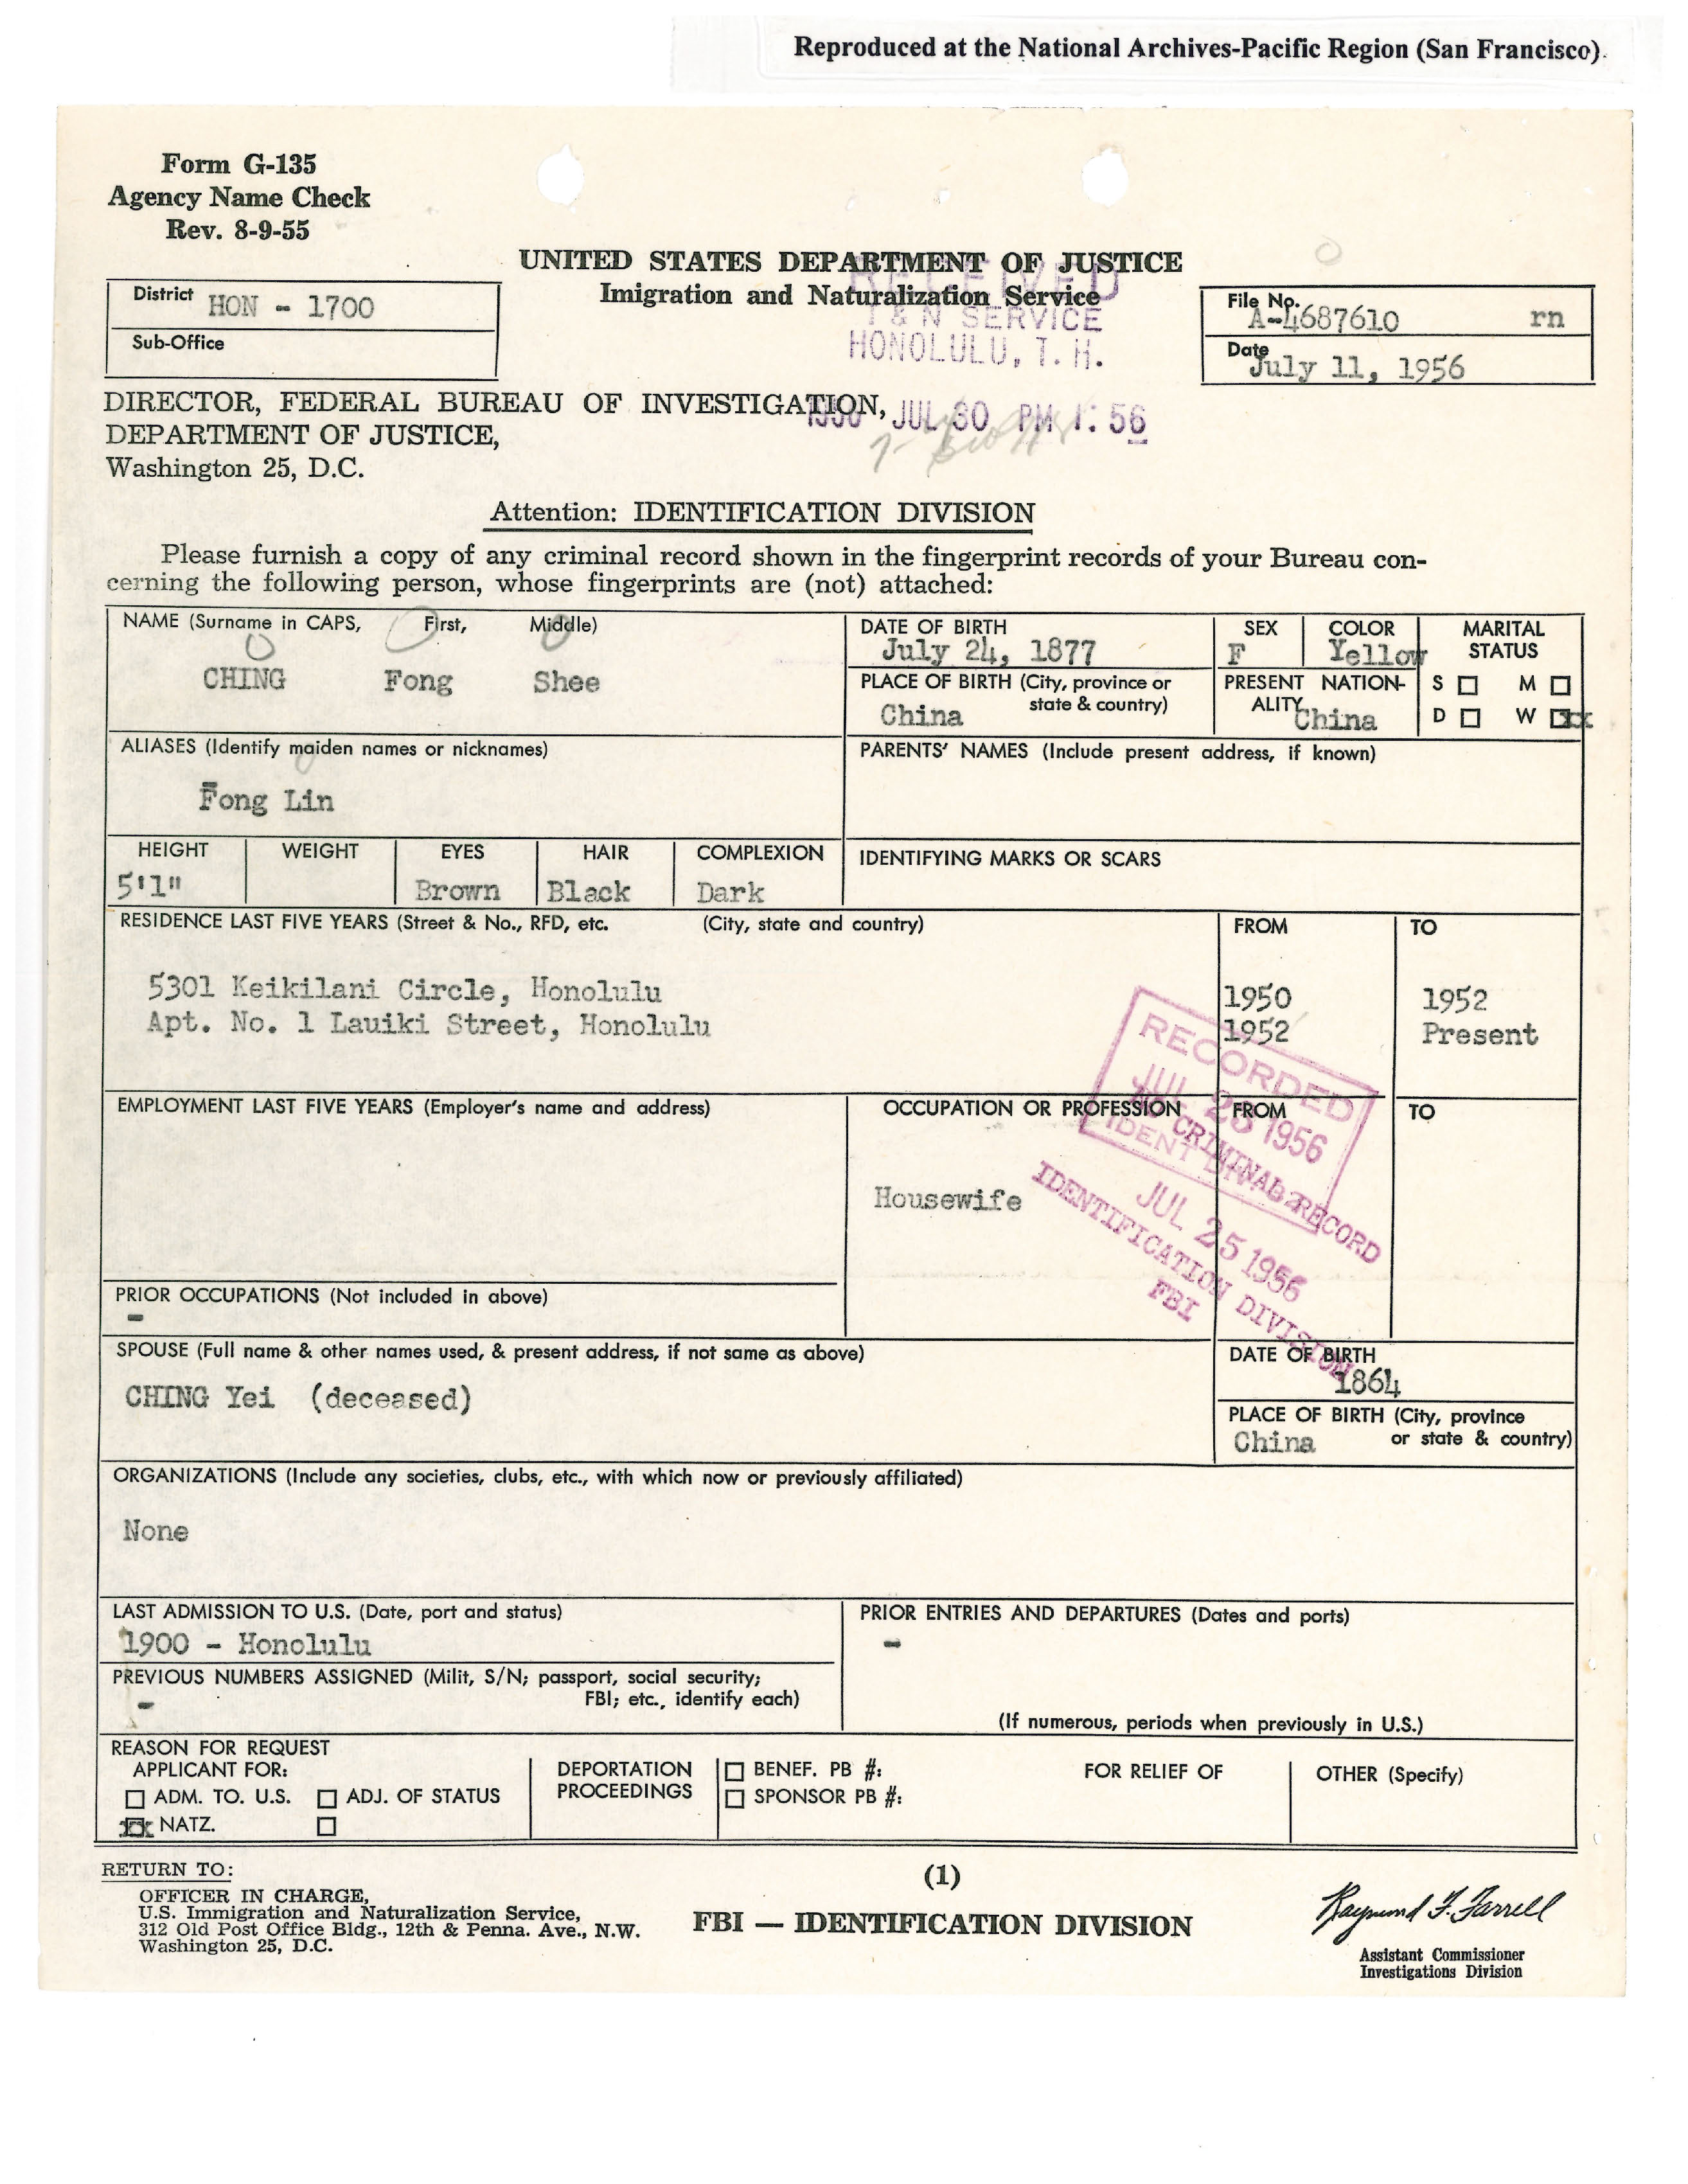 Reproduced at the National Archives-Pacific Region (San Francisco).
Form G-135
Agency Name Check
Rev. 8-9-55
UNITED STATES DEPARTMENT OF JUSTICE
Imigration and Naturalization Service
RECEIVED
I & N SERVICE
HONOLULU, T. H.
1956 JUL 30 PM 1:56
District HON - 1700
Sub-Office
File No. A-4687610 rn
Date July 11, 1956
DIRECTOR, FEDERAL BUREAU OF INVESTIGATION,
DEPARTMENT OF JUSTICE,
Washington 25, D.C.
Attention: IDENTIFICATION DIVISION
Please furnish a copy of any criminal record shown in the fingerprint records of your Bureau con-
cerning the following person, whose fingerprints are (not) attached:
NAME (Surname in CAPS, First, Middle)
CHING Fong Shee
DATE OF BIRTH
July 24, 1877
SEX
F
COLOR
Yellow
MARITAL
STATUS
S M
D W xx
PLACE OF BIRTH (City, province or
state & country)
China
PRESENT NATION-
ALITY China
ALIASES (Identify maiden names or nicknames)
Fong Lin
PARENTS' NAMES (Include present address, if known)
HEIGHT WEIGHT EYES HAIR COMPLEXION
5'1" Brown Black Dark
IDENTIFYING MARKS OR SCARS
RESIDENCE LAST FIVE YEARS (Street & No., RFD, etc. (City, state and country) FROM TO
5301 Keikilani Circle, Honolulu 1950 1952
Apt. No. 1 Lauiki Street, Honolulu 1952 Present
RECORDED
JUL 23 1956
IDENT DIV
EMPLOYMENT LAST FIVE YEARS (Employer's name and address) OCCUPATION OR PROFESSION FROM TO
Housewife
NO CRIMINAL RECORD
JUL 25 1956
IDENTIFICATION DIVISION
FBI
PRIOR OCCUPATIONS (Not included in above)
-
SPOUSE (Full name & other names used, & present address, if not same as above)
CHING Yei (deceased)
DATE OF BIRTH
1864
PLACE OF BIRTH (City, province
or state & country)
China
ORGANIZATIONS (Include any societies, clubs, etc., with which now or previously affiliated)
None
LAST ADMISSION TO U.S. (Date, port and status)
1900 - Honolulu
PRIOR ENTRIES AND DEPARTURES (Dates and ports)
-
(If numerous, periods when previously in U.S.)
PREVIOUS NUMBERS ASSIGNED (Milit, S/N; passport, social security;
FBI; etc., identify each)
-
REASON FOR REQUEST
APPLICANT FOR:
ADM. TO. U.S. ADJ. OF STATUS
xx NATZ.
DEPORTATION
PROCEEDINGS
BENEF. PB #:
SPONSOR PB #:
FOR RELIEF OF
OTHER (Specify)
RETURN TO:
OFFICER IN CHARGE,
U.S. Immigration and Naturalization Service,
312 Old Post Office Bldg., 12th & Penna. Ave., N.W.
Washington 25, D.C.
(1)
FBI — IDENTIFICATION DIVISION
Raymond F. Farrell
Assistant Commissioner
Investigations Division